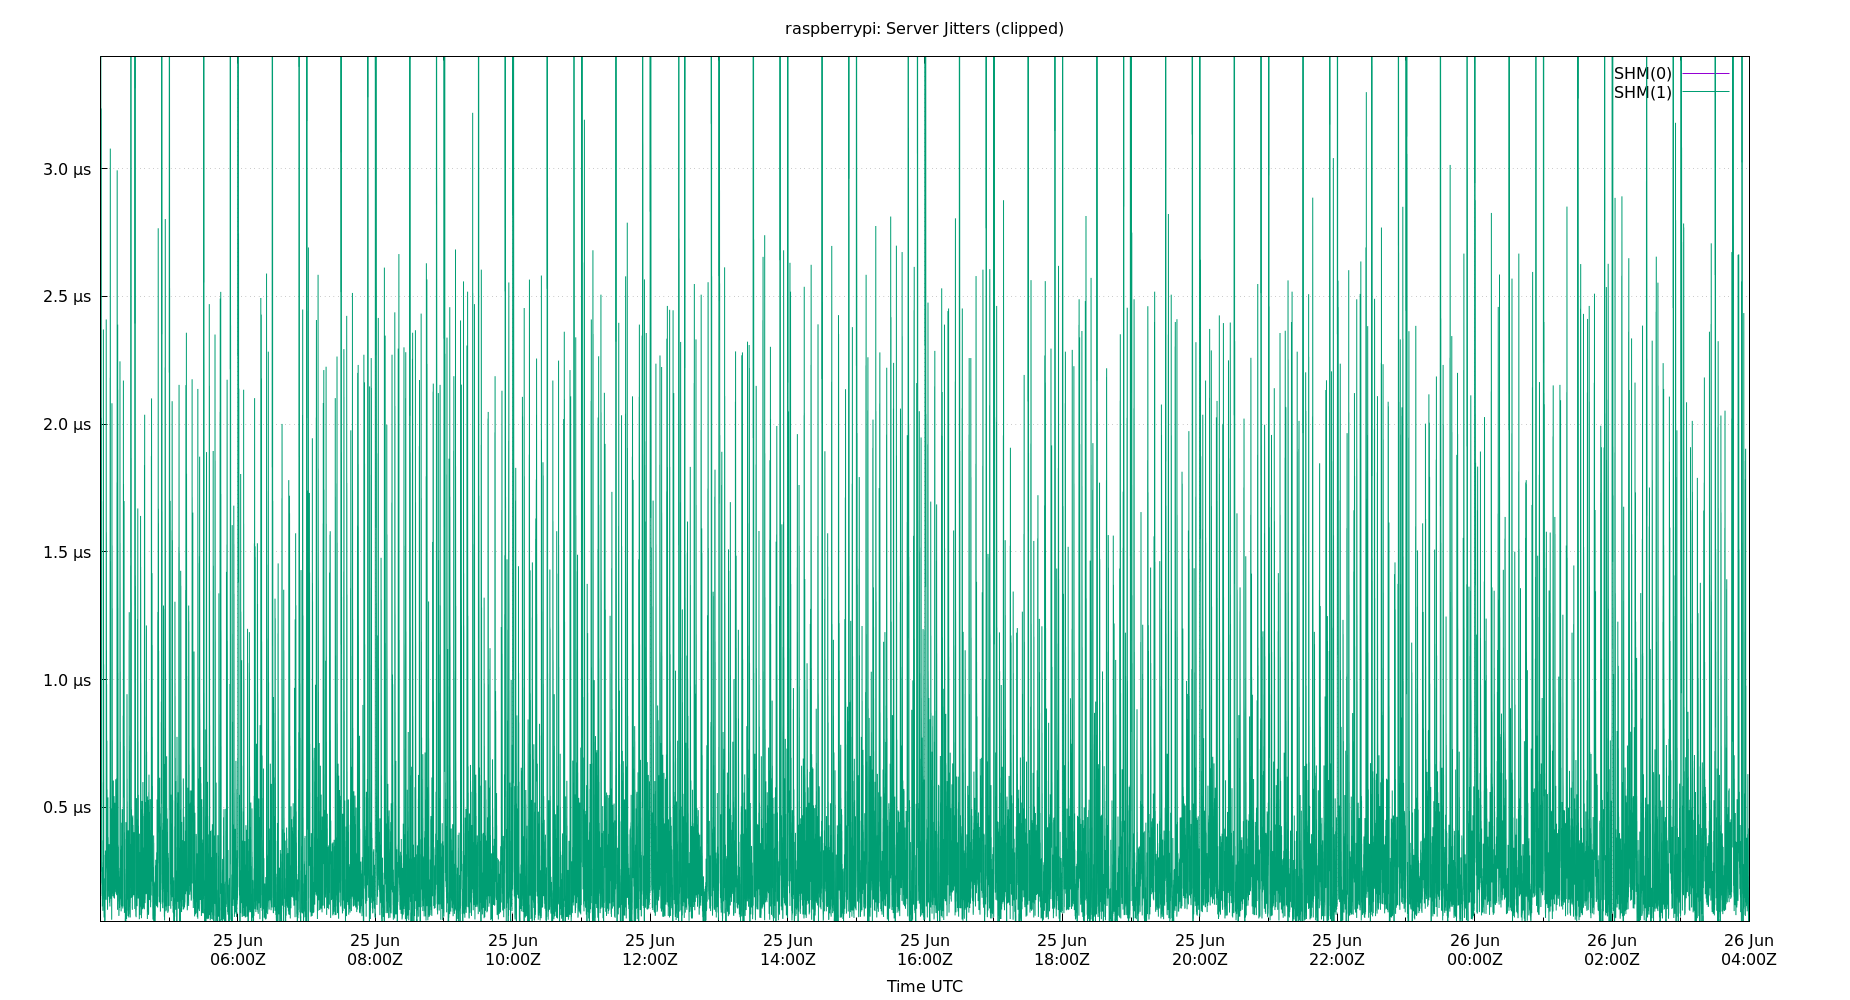 raspberrypi: Server Jitters (clipped)
SHM(0)
SHM(1)
3.0 µs
2.5 µs
2.0 µs
1.5 µs
1.0 µs
0.5 µs
25 Jun 25 Jun 25 Jun 25 Jun 25 Jun 25 Jun 25 Jun 25 Jun 25 Jun 26 Jun 26 Jun 26 Jun
06:00Z 08:00Z 10:00Z 12:00Z 14:00Z 16:00Z 18:00Z 20:00Z 22:00Z 00:00Z 02:00Z 04:00Z
Time UTC